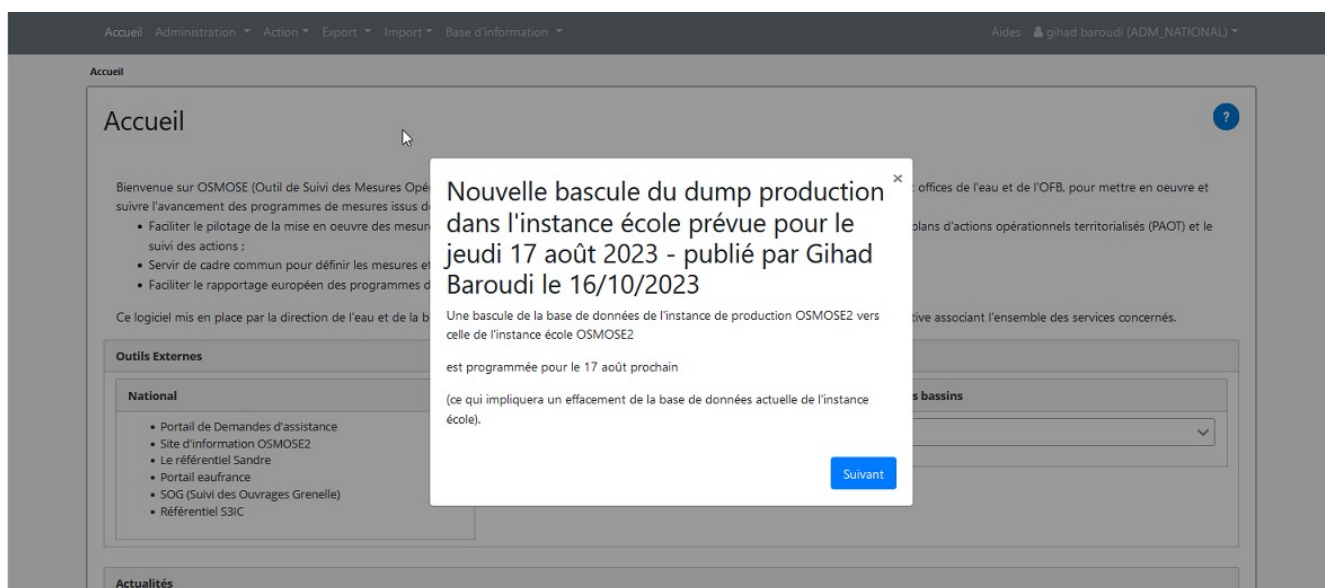 Accueil Administration Action Export Import Base d'information Aides gihad baroudi (ADM_NATIONAL)
Accueil
Accueil
?
Bienvenue sur OSMOSE (Outil de Suivi des Mesures Opé
offices de l'eau et de l'OFB, pour mettre en oeuvre et
suivre l'avancement des programmes de mesures issus d
• Faciliter le pilotage de la mise en oeuvre des mesur
plans d'actions opérationnels territorialisés (PAOT) et le
suivi des actions ;
• Servir de cadre commun pour définir les mesures et
• Faciliter le rapportage européen des programmes d
Ce logiciel mis en place par la direction de l'eau et de la b
tive associant l'ensemble des services concernés.
Nouvelle bascule du dump production
dans l'instance école prévue pour le
jeudi 17 août 2023 - publié par Gihad
Baroudi le 16/10/2023
×
Une bascule de la base de données de l'instance de production OSMOSE2 vers
celle de l'instance école OSMOSE2
est programmée pour le 17 août prochain
(ce qui impliquera un effacement de la base de données actuelle de l'instance
école).
Suivant
Outils Externes
National
• Portail de Demandes d'assistance
• Site d'information OSMOSE2
• Le référentiel Sandre
• Portail eaufrance
• SOG (Suivi des Ouvrages Grenelle)
• Référentiel S3IC
s bassins
Actualités